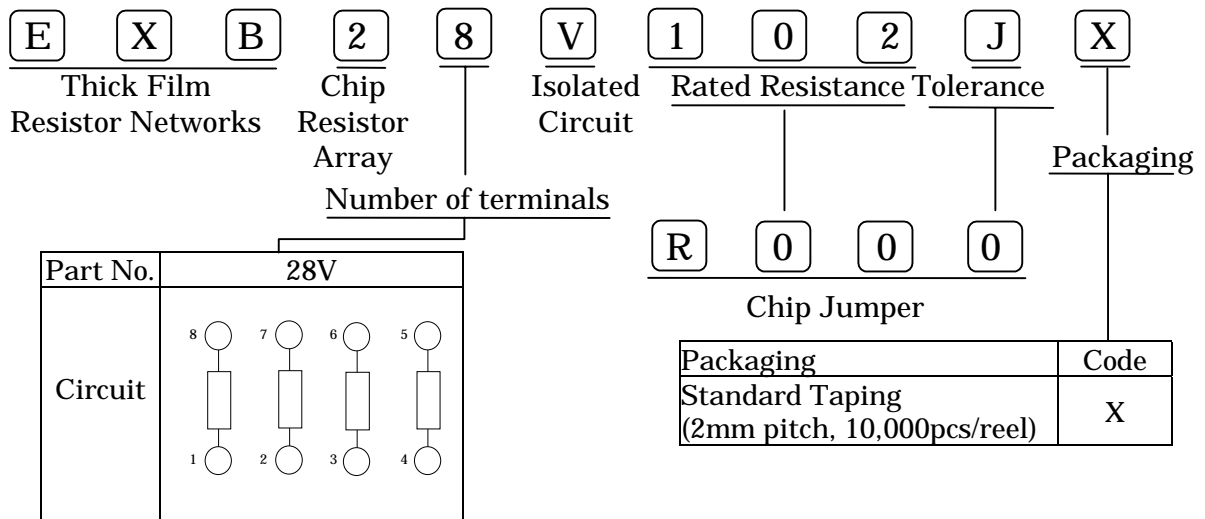 E X B 2 8 V 1 0 2 J X
Thick Film
Resistor Networks
Chip
Resistor
Array
Isolated
Circuit
Rated Resistance
Tolerance
Packaging
Number of terminals
R 0 0 0
Chip Jumper
Part No. 28V
Circuit
8 7 6 5
1 2 3 4
Packaging Code
Standard Taping
(2mm pitch, 10,000pcs/reel)
X